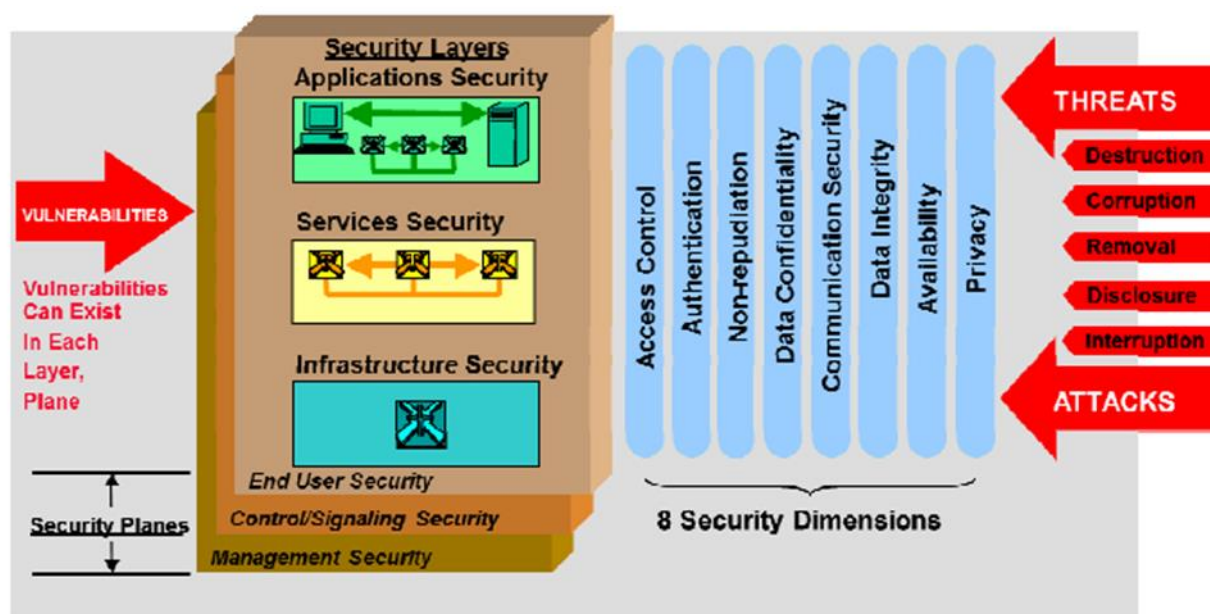 Security Layers
Applications Security
Services Security
Infrastructure Security
End User Security
Control/Signaling Security
Management Security
VULNERABILITIES
Vulnerabilities
Can Exist
In Each
Layer,
Plane
Security Planes
Access Control
Authentication
Non-repudiation
Data Confidentiality
Communication Security
Data Integrity
Availability
Privacy
8 Security Dimensions
THREATS
Destruction
Corruption
Removal
Disclosure
Interruption
ATTACKS